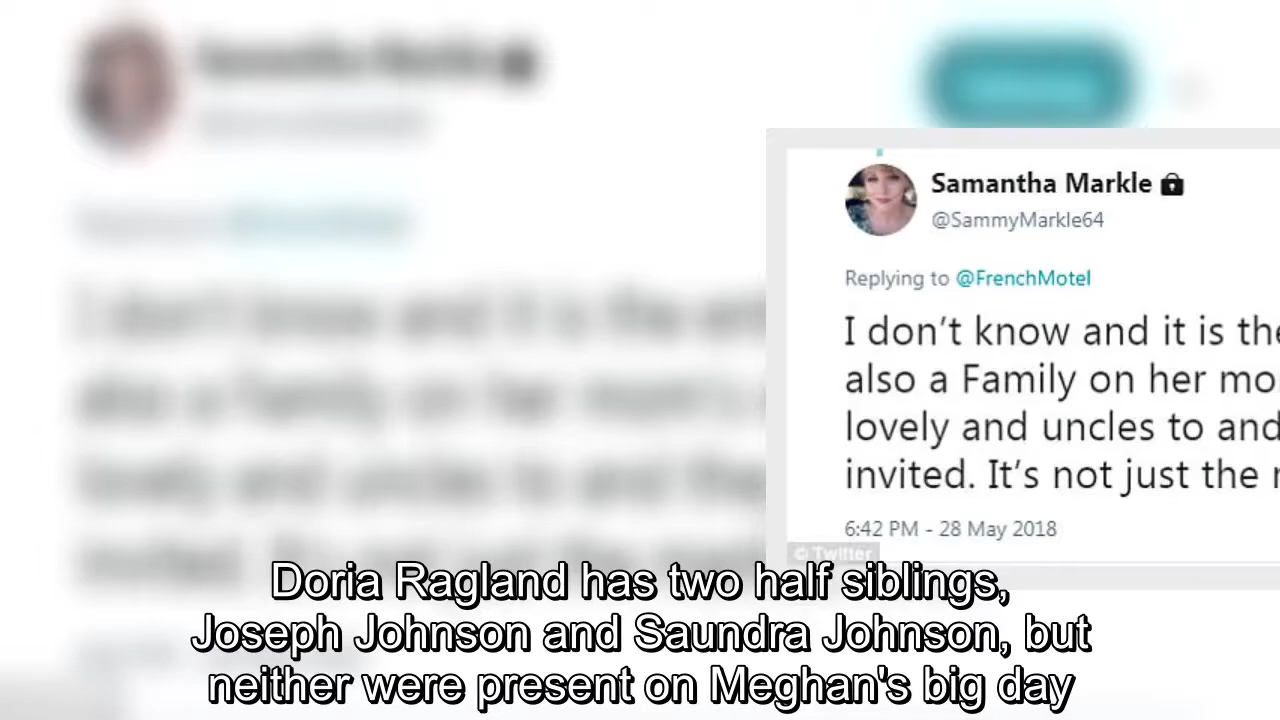 Samantha Markle
@SammyMarkle64
Replying to @FrenchMotel
I don’t know and it is the
also a Family on her mo
lovely and uncles to and
invited. It’s not just the
6:42 PM - 28 May 2018
© Twitter
Doria Ragland has two half siblings,
Joseph Johnson and Saundra Johnson, but
neither were present on Meghan's big day